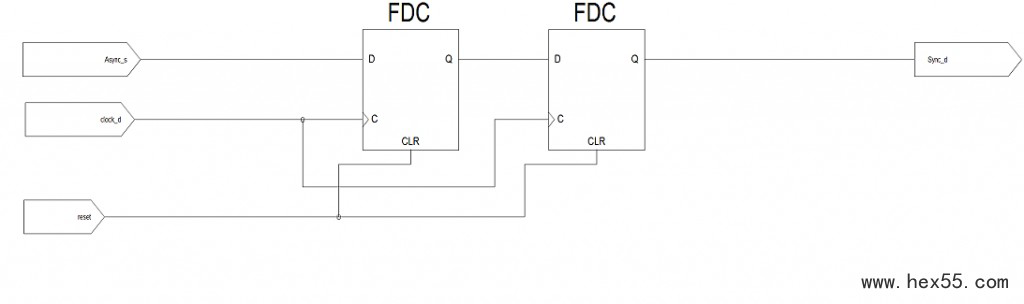 FDC FDC
Async_s D Q D Q Sync_d
clock_d C C
CLR CLR
reset
www.hex55.com